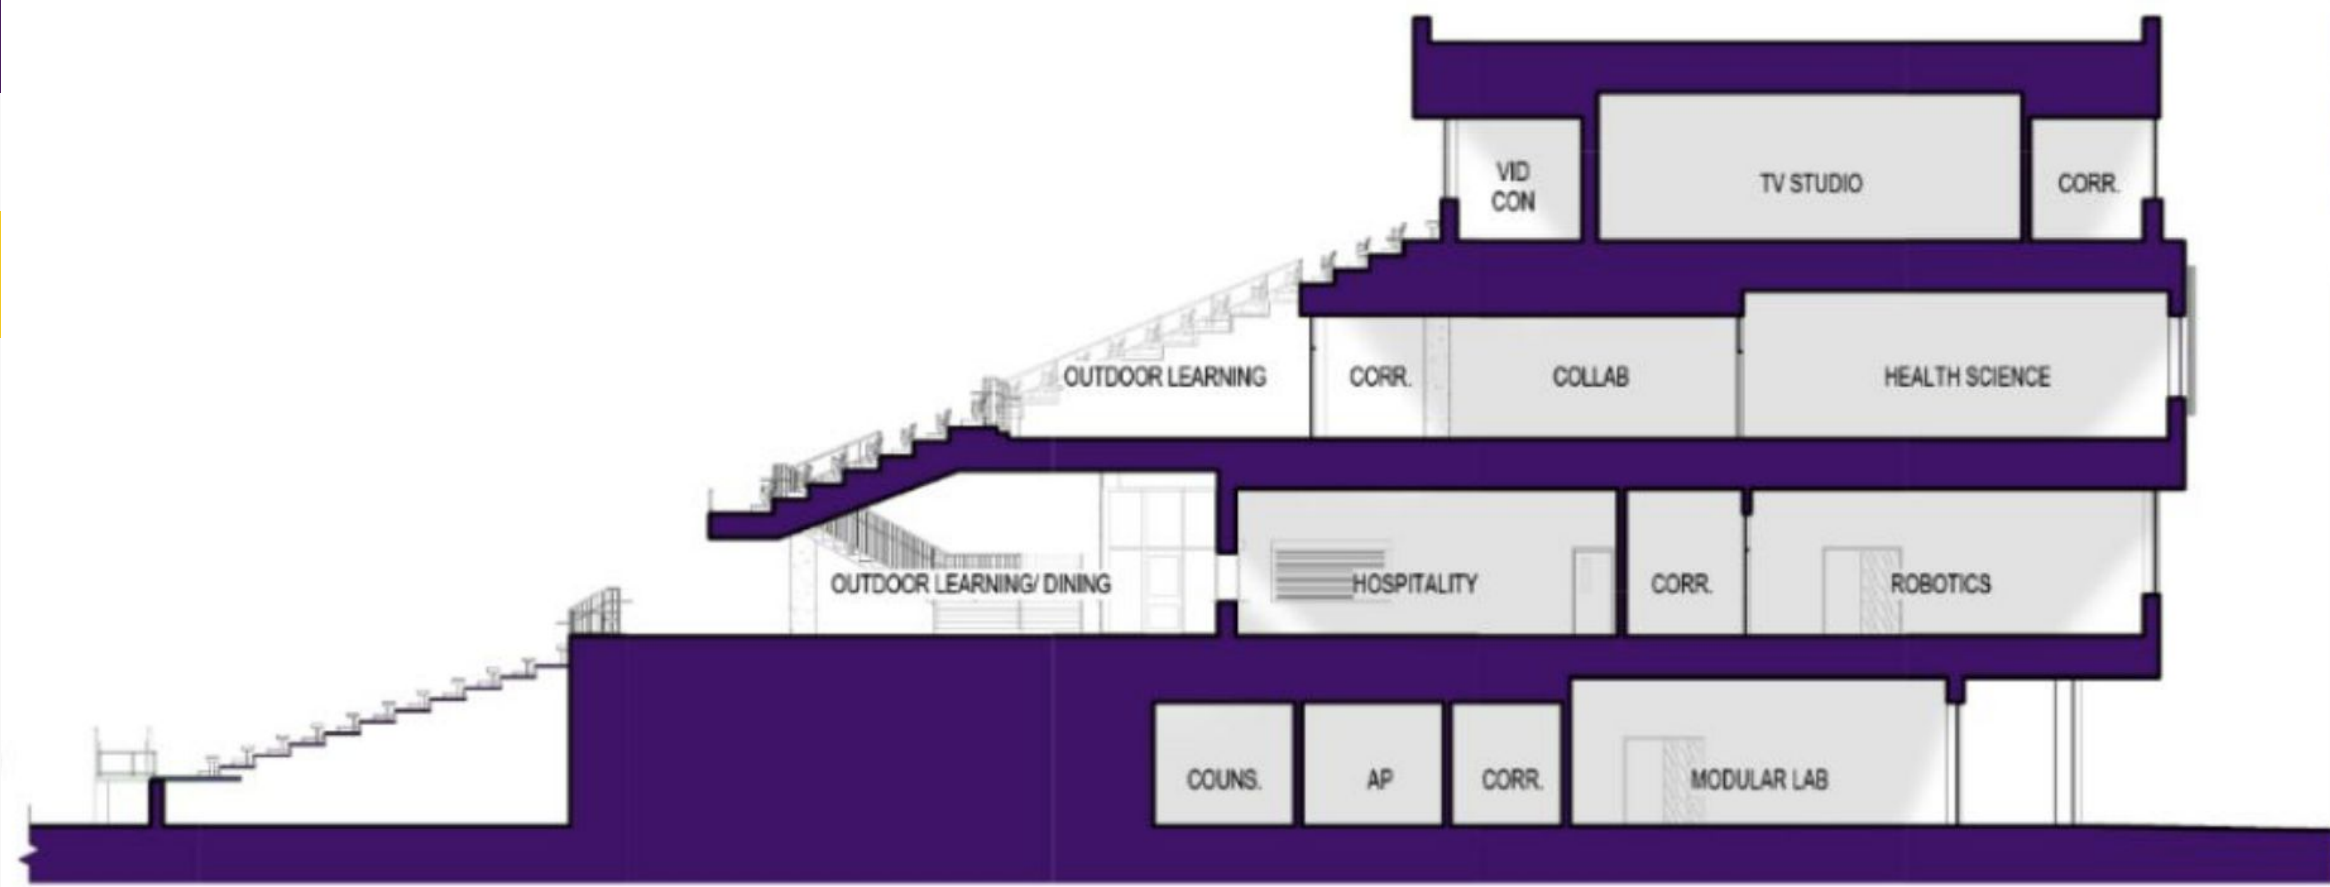 VID
CON
TV STUDIO
CORR.
OUTDOOR LEARNING
CORR.
COLLAB
HEALTH SCIENCE
OUTDOOR LEARNING/ DINING
HOSPITALITY
CORR.
ROBOTICS
COUNS.
AP
CORR.
MODULAR LAB